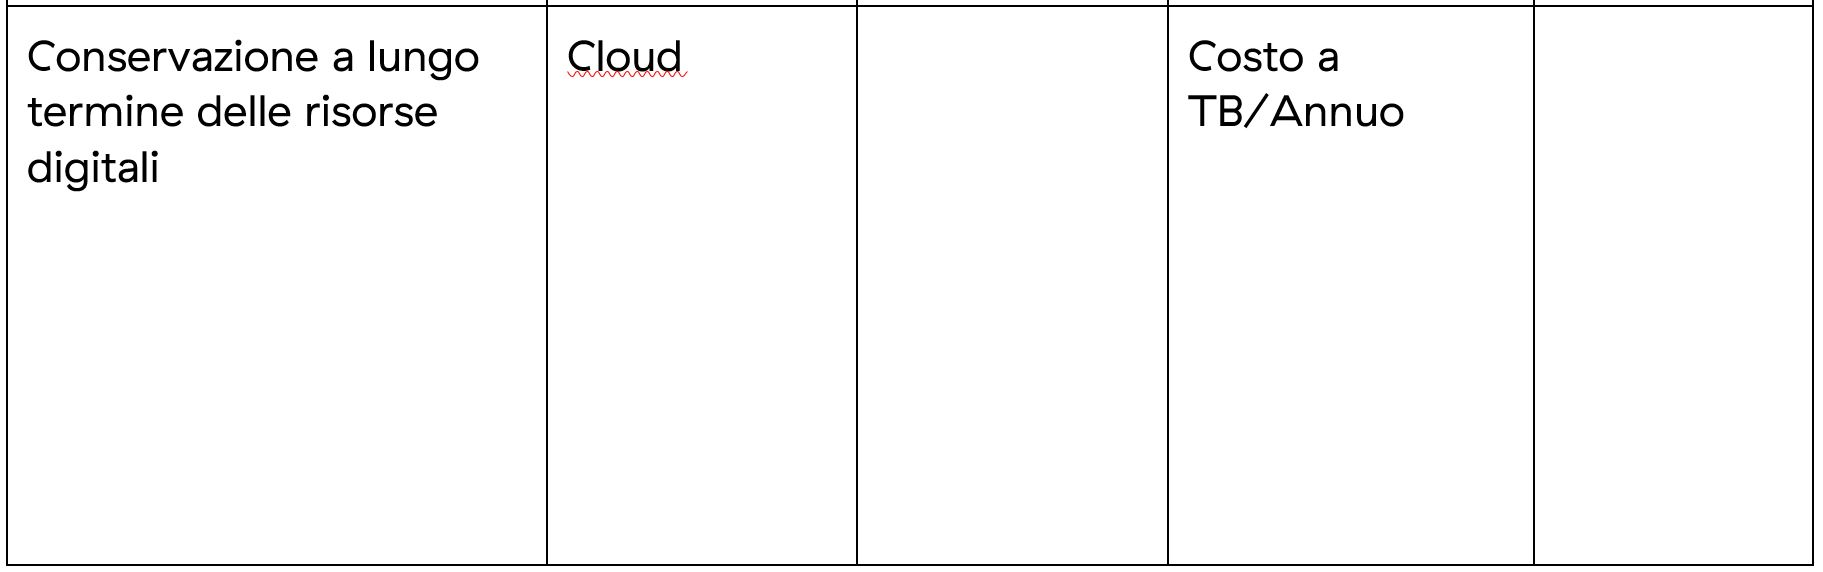 Conservazione a lungo
termine delle risorse
digitali
Cloud
Costo a
TB/Annuo